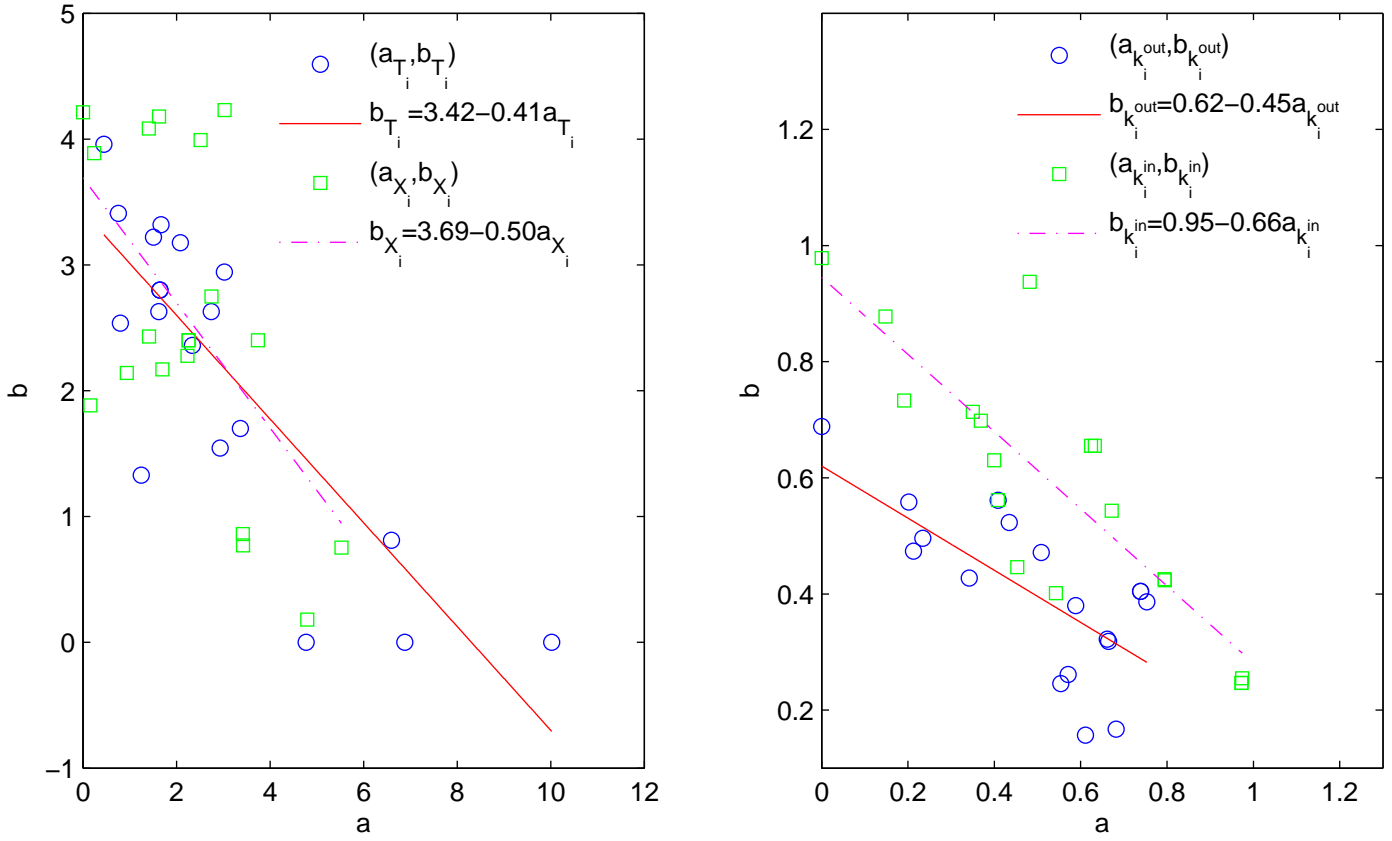 5
4
3
2
1
0
−1
0
2
4
6
8
10
12
a
b
(a_{T_i},b_{T_i})
b_{T_i}=3.42−0.41a_{T_i}
(a_{X_i},b_{X_i})
b_{X_i}=3.69−0.50a_{X_i}
1.2
1
0.8
0.6
0.4
0.2
0
0.2
0.4
0.6
0.8
1
1.2
a
b
(a_{k_i^{out}},b_{k_i^{out}})
b_{k_i^{out}}=0.62−0.45a_{k_i^{out}}
(a_{k_i^{in}},b_{k_i^{in}})
b_{k_i^{in}}=0.95−0.66a_{k_i^{in}}